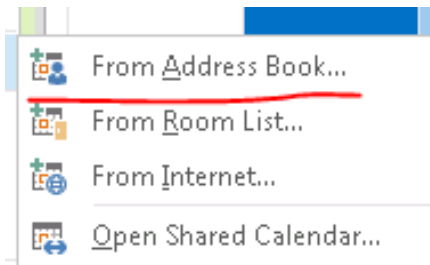 From Address Book...
From Room List...
From Internet...
Open Shared Calendar...